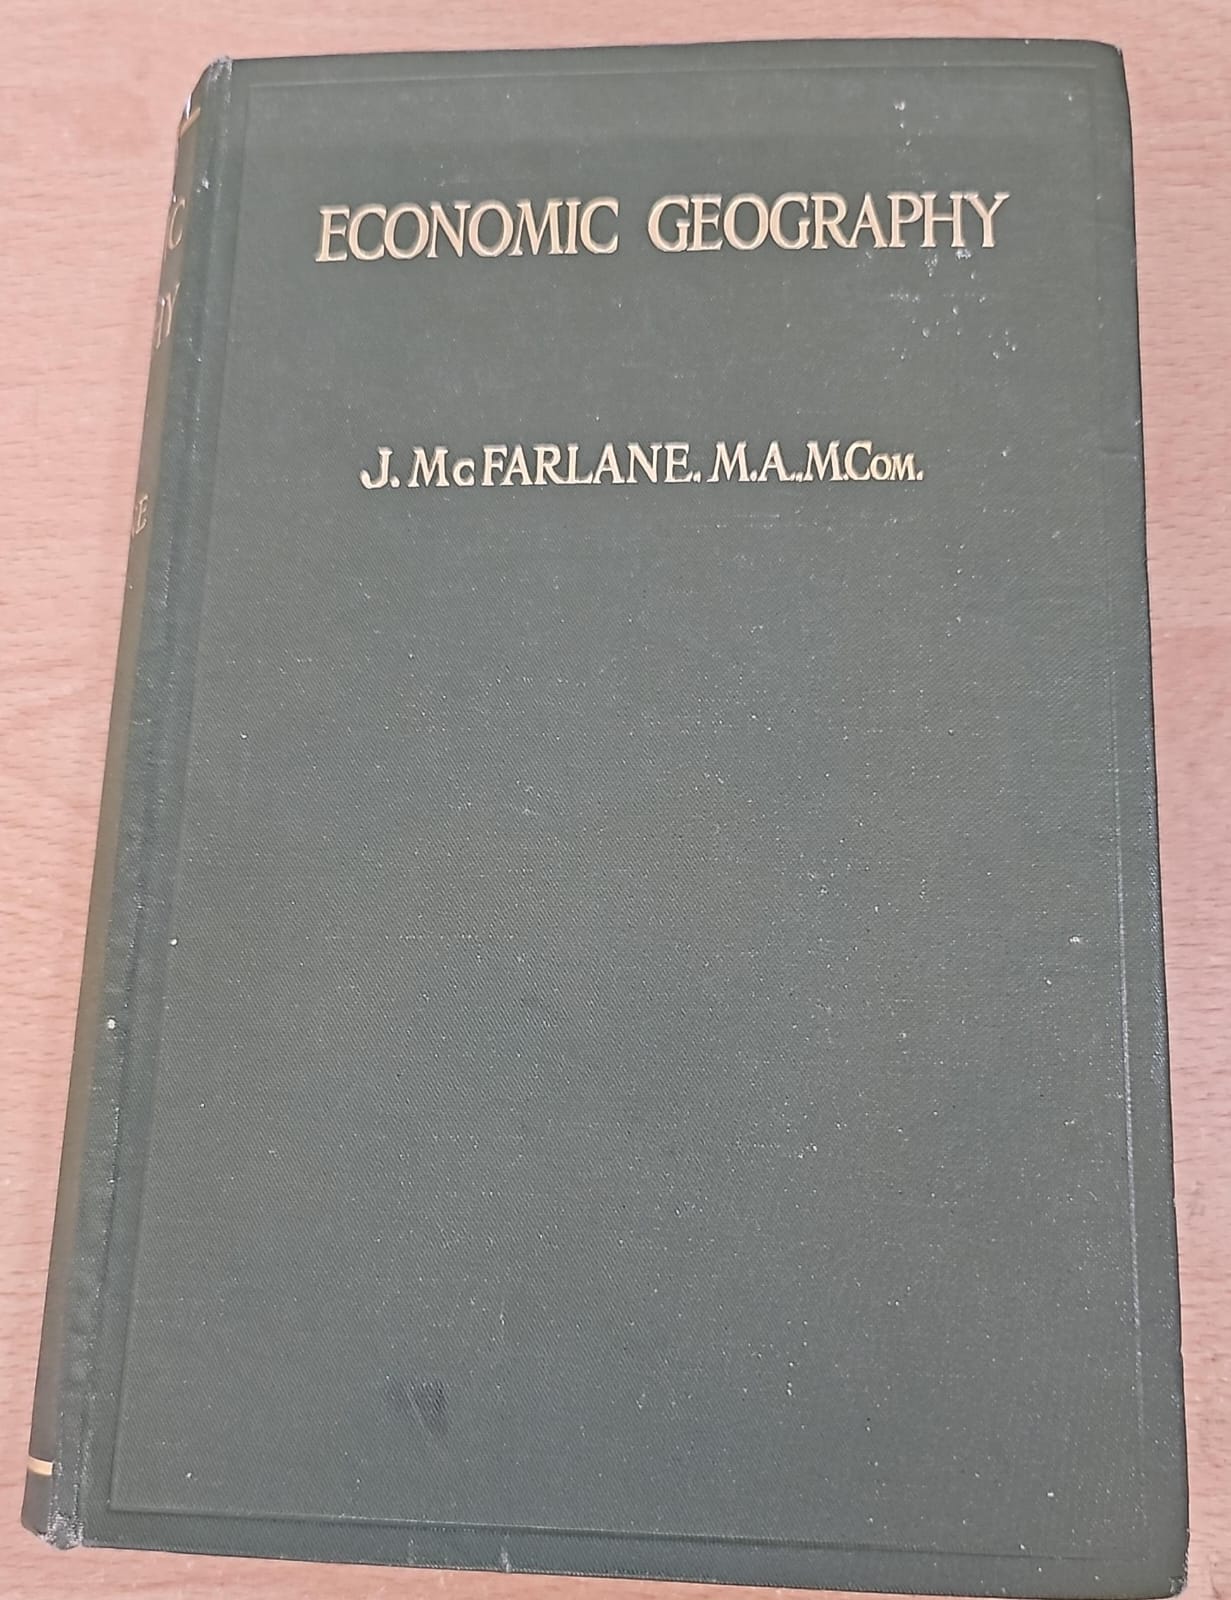 ECONOMIC GEOGRAPHY
J. McFARLANE. M.A., M.COM.